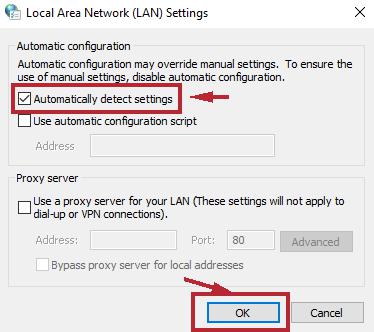 Local Area Network (LAN) Settings
Automatic configuration
Automatic configuration may override manual settings. To ensure the
use of manual settings, disable automatic configuration.
Automatically detect settings
Use automatic configuration script
Address
Proxy server
Use a proxy server for your LAN (These settings will not apply to
dial-up or VPN connections).
Address: Port: 80 Advanced
Bypass proxy server for local addresses
OK Cancel